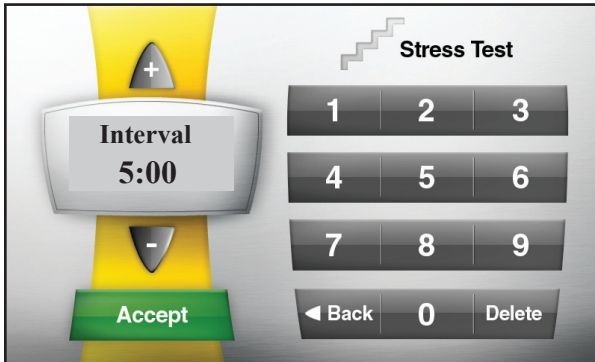 Stress Test
+
Interval
5:00
-
Accept
1 2 3
4 5 6
7 8 9
◀ Back 0 Delete